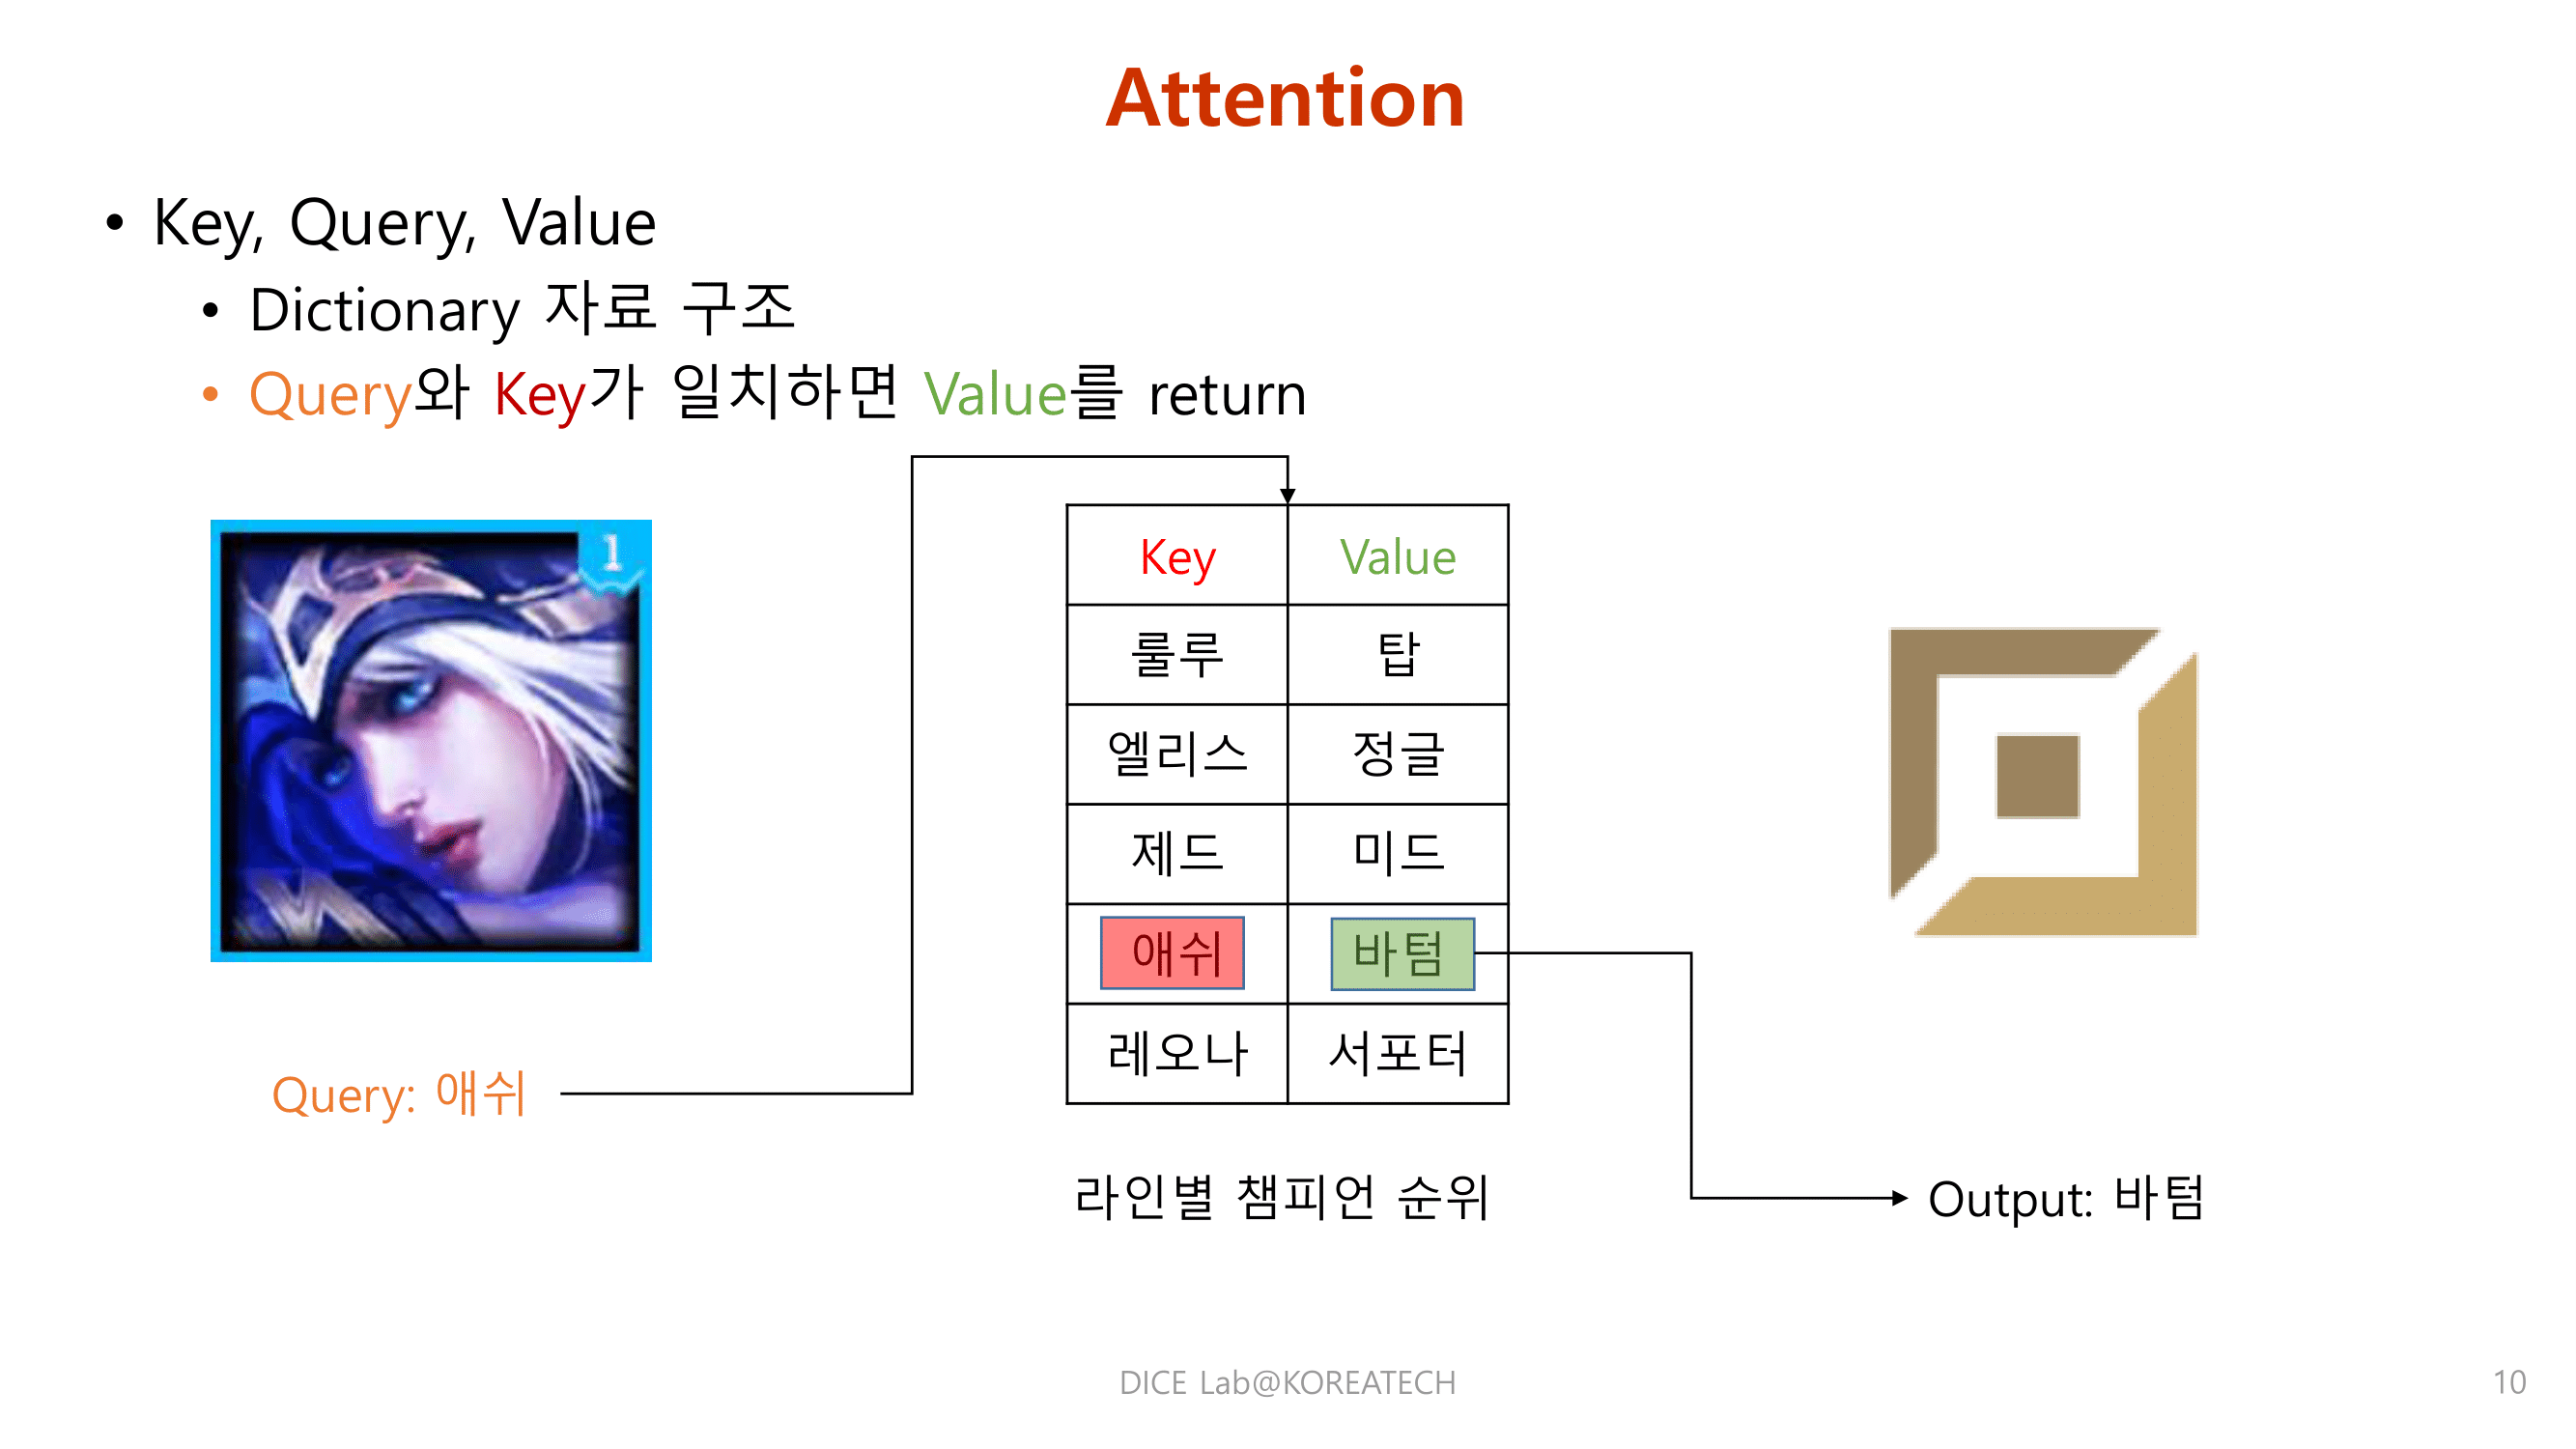 Attention
• Key, Query, Value
• Dictionary 자료 구조
• Query와 Key가 일치하면 Value를 return
1
Query: 애쉬
Key Value
룰루 탑
엘리스 정글
제드 미드
애쉬 바텀
레오나 서포터
라인별 챔피언 순위
Output: 바텀
DICE Lab@KOREATECH
10